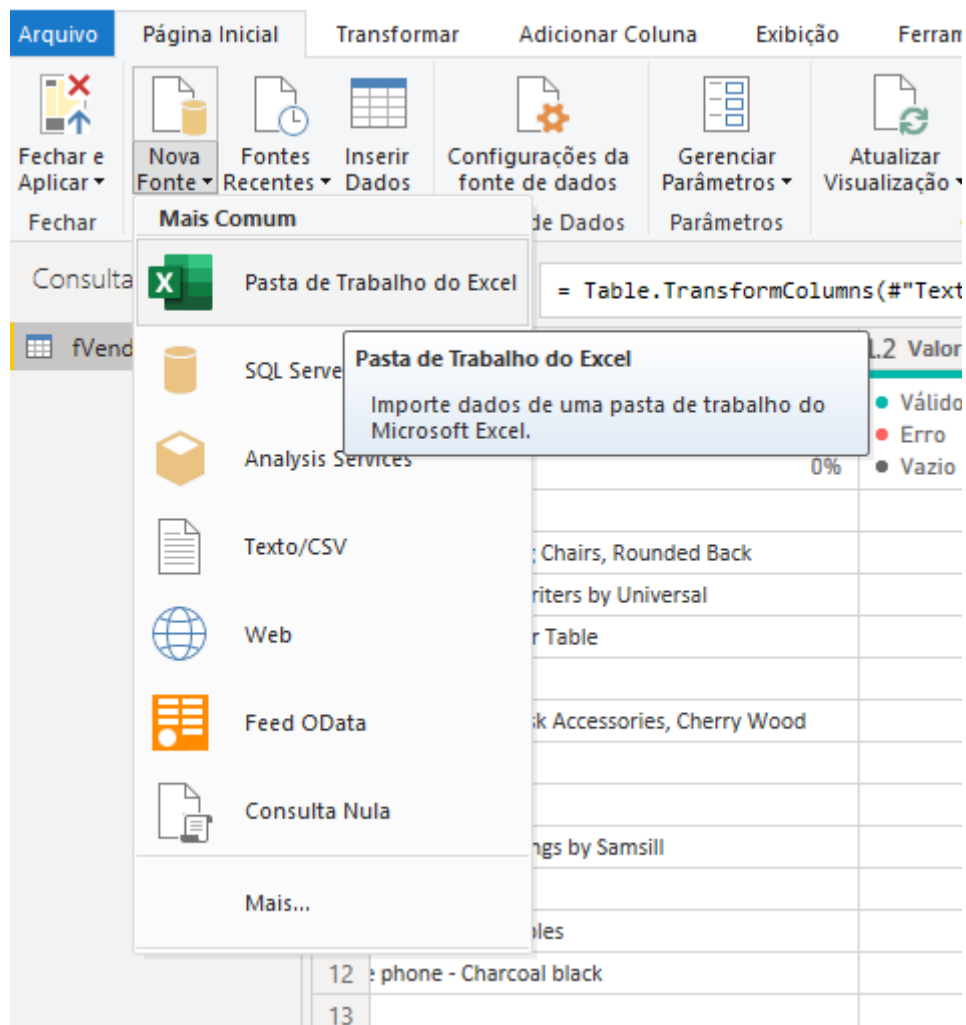 Arquivo Página Inicial Transformar Adicionar Coluna Exibição
Fechar e Aplicar
Nova Fonte
Fontes Recentes
Inserir Dados
Configurações da fonte de dados
Gerenciar Parâmetros
Atualizar Visualização
Fechar
de Dados
Parâmetros
Mais Comum
Pasta de Trabalho do Excel
SQL
Analysis Services
Texto/CSV
Web
Feed OData
Consulta Nula
Mais...
Pasta de Trabalho do Excel
Importe dados de uma pasta de trabalho do
Microsoft Excel.
Consulta
= Table.TransformColumns(#"Text
fVend
1.2 Valor
Válido
Erro
0% Vazio
Chairs, Rounded Back
riters by Universal
r Table
sk Accessories, Cherry Wood
ngs by Samsill
les
12 e phone - Charcoal black
13